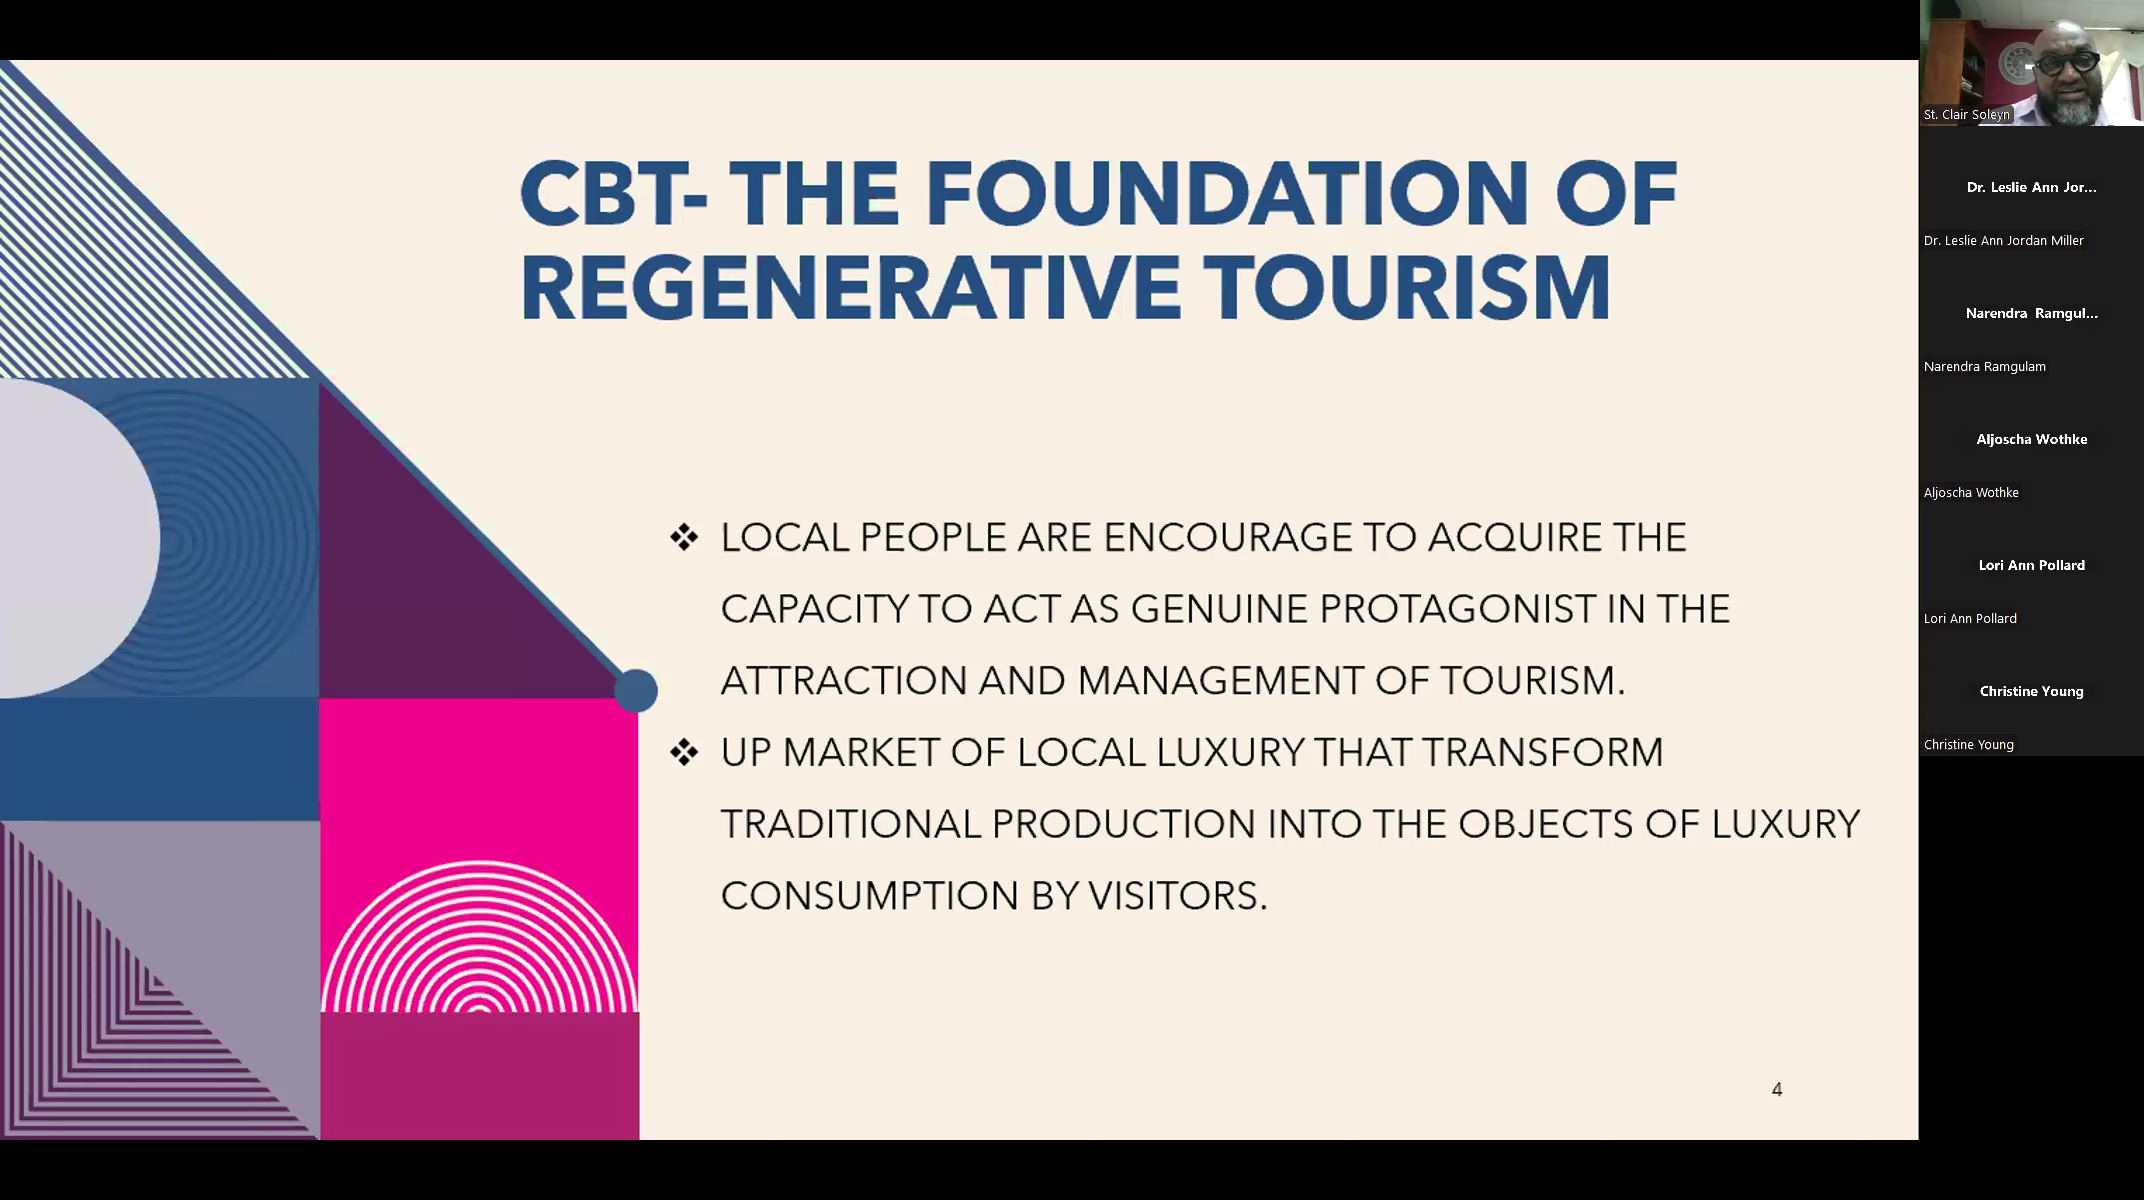 CBT- THE FOUNDATION OF
REGENERATIVE TOURISM
❖ LOCAL PEOPLE ARE ENCOURAGE TO ACQUIRE THE
CAPACITY TO ACT AS GENUINE PROTAGONIST IN THE
ATTRACTION AND MANAGEMENT OF TOURISM.
❖ UP MARKET OF LOCAL LUXURY THAT TRANSFORM
TRADITIONAL PRODUCTION INTO THE OBJECTS OF LUXURY
CONSUMPTION BY VISITORS.
4
St. Clair Soleyn
Dr. Leslie Ann Jor...
Dr. Leslie Ann Jordan Miller
Narendra Ramgul...
Narendra Ramgulam
Aljoscha Wothke
Aljoscha Wothke
Lori Ann Pollard
Lori Ann Pollard
Christine Young
Christine Young